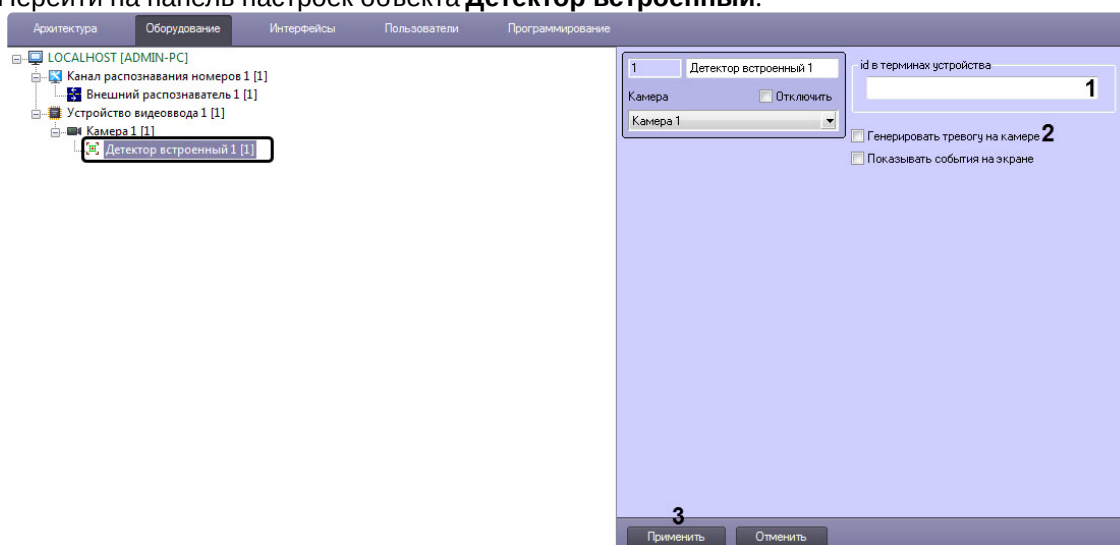 Перейти на панель настроек объекта Детектор встроенный.
Архитектура Оборудование Интерфейсы Пользователи Программирование
LOCALHOST [ADMIN-PC]
Канал распознавания номеров 1 [1]
Внешний распознаватель 1 [1]
Устройство видеоввода 1 [1]
Камера 1 [1]
Детектор встроенный 1 [1]
1 Детектор встроенный 1
Камера Отключить
Камера 1
id в терминах устройства
1
Генерировать тревогу на камере 2
Показывать события на экране
3
Применить Отменить